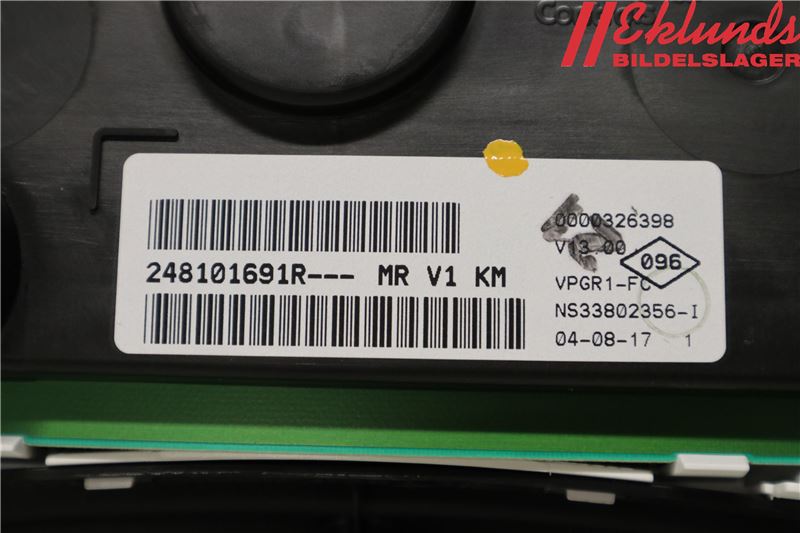 Eklunds
BILDELSLAGER
0000326398
V13 00
096
248101691R--- MR V1 KM
VPGR1-FC
NS33802356-I
04-08-17 1